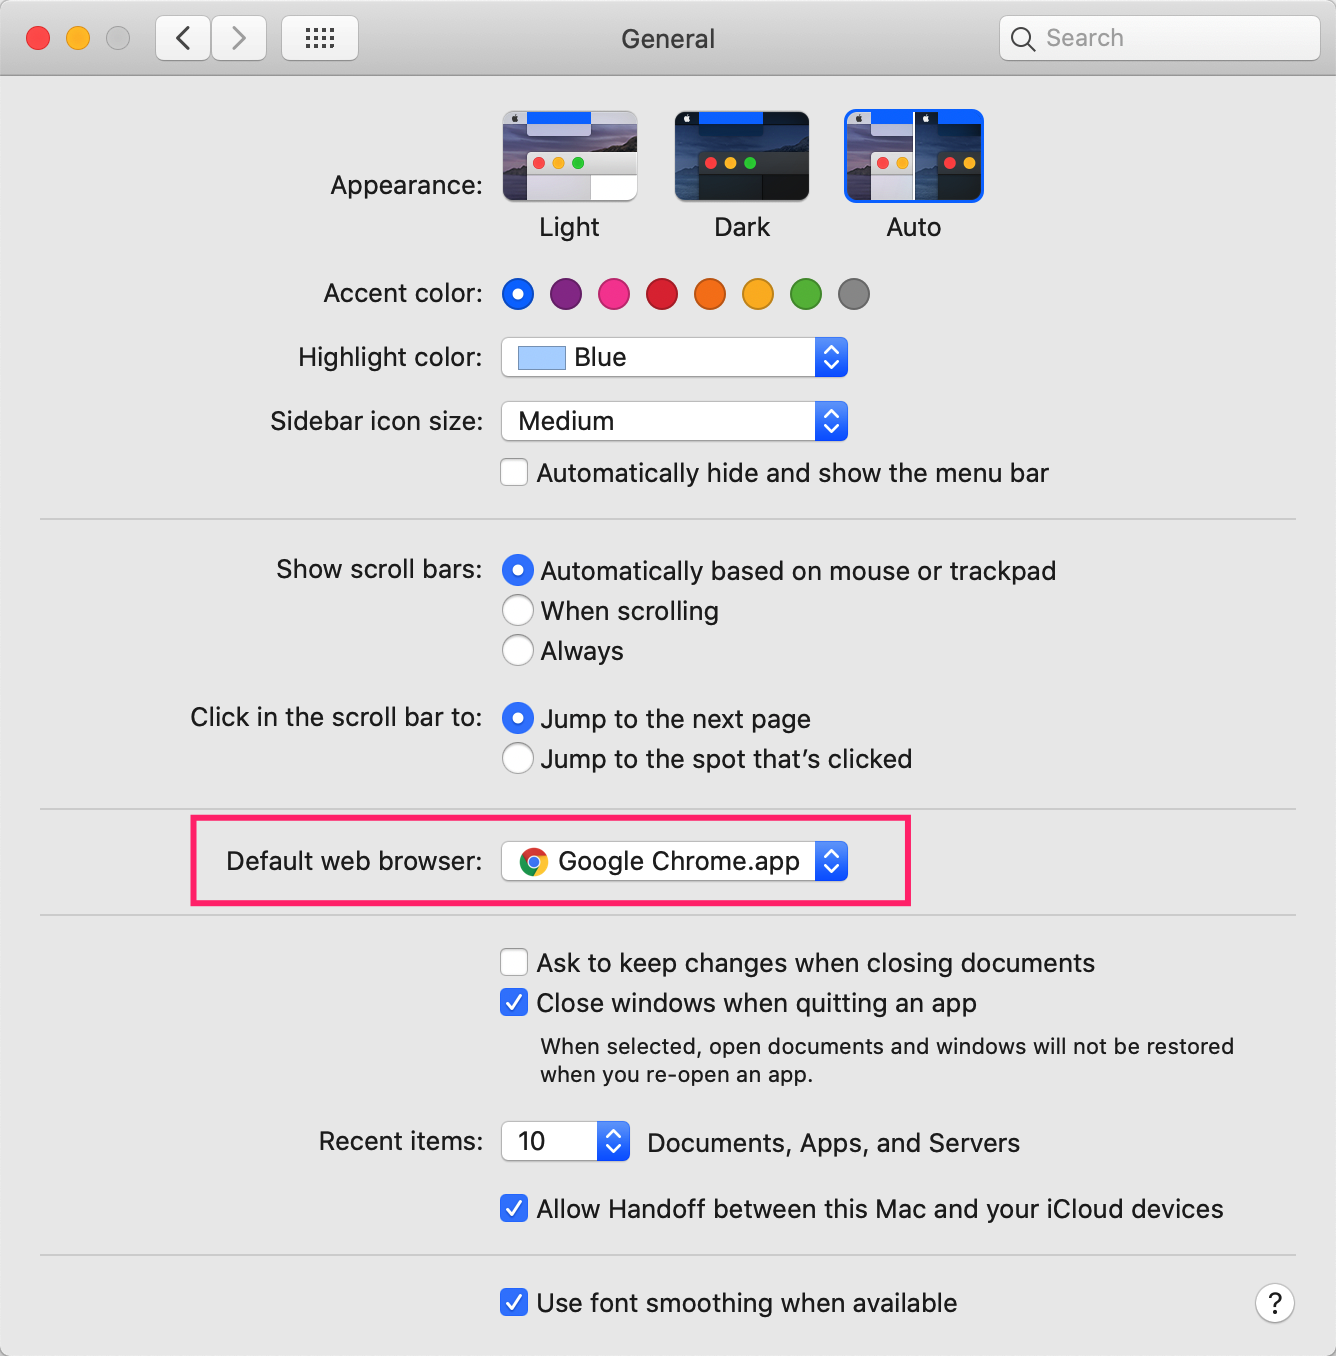 General
Search
Appearance:
Light
Dark
Auto
Accent color:
Highlight color:
Blue
Sidebar icon size:
Medium
Automatically hide and show the menu bar
Show scroll bars:
Automatically based on mouse or trackpad
When scrolling
Always
Click in the scroll bar to:
Jump to the next page
Jump to the spot that’s clicked
Default web browser:
Google Chrome.app
Ask to keep changes when closing documents
Close windows when quitting an app
When selected, open documents and windows will not be restored
when you re-open an app.
Recent items:
10
Documents, Apps, and Servers
Allow Handoff between this Mac and your iCloud devices
Use font smoothing when available
?